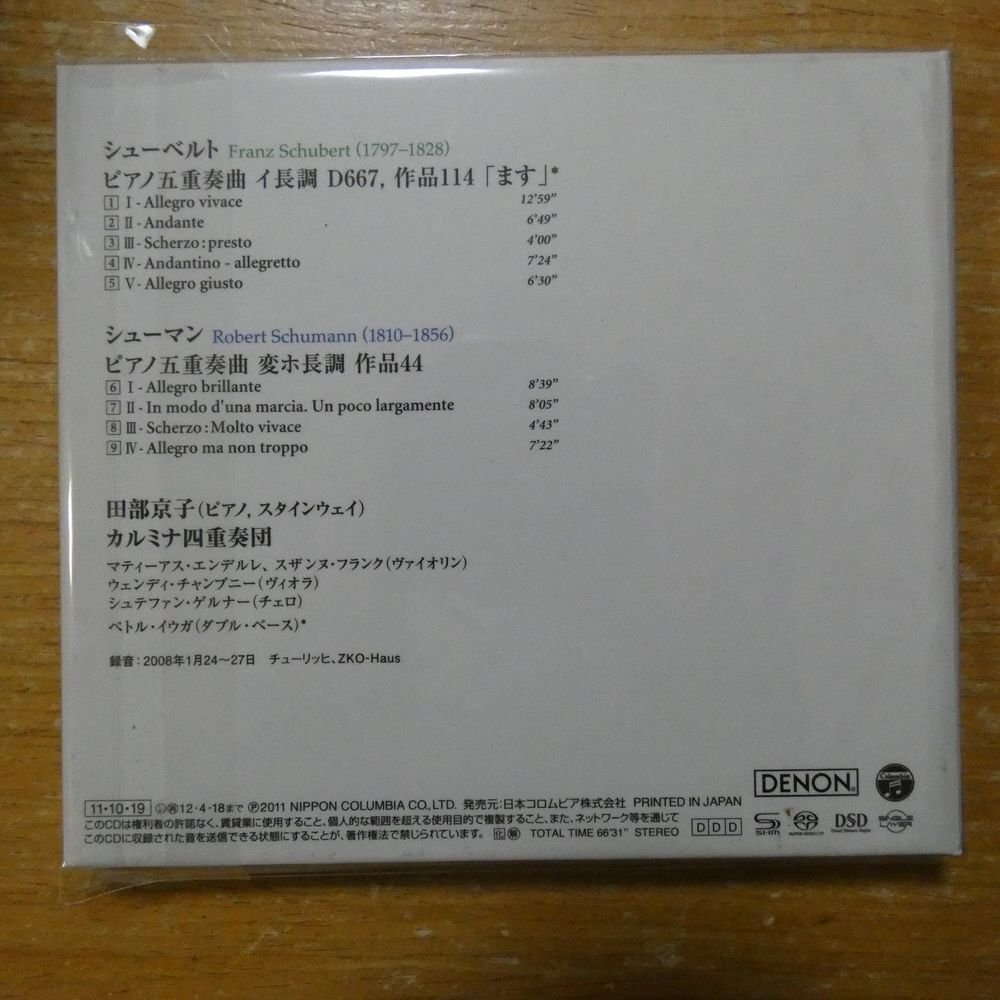 シューベルト Franz Schubert (1797–1828)
ピアノ五重奏曲 イ長調 D667, 作品114「ます」*
1 I - Allegro vivace 12'59"
2 II - Andante 6'49"
3 III - Scherzo : presto 4'00"
4 IV - Andantino - allegretto 7'24"
5 V - Allegro giusto 6'30"
シューマン Robert Schumann (1810–1856)
ピアノ五重奏曲 変ホ長調 作品44
6 I - Allegro brillante 8'39"
7 II - In modo d'una marcia. Un poco largamente 8'05"
8 III - Scherzo : Molto vivace 4'43"
9 IV - Allegro ma non troppo 7'22"
田部京子(ピアノ, スタインウェイ)
カルミナ四重奏団
マティーアス・エンデルレ、スザンヌ・フランク(ヴァイオリン)
ウェンディ・チャンプニー(ヴィオラ)
シュテファン・ゲルナー(チェロ)
ペトル・イウガ(ダブル・ベース)*
録音：2008年1月24～27日 チューリッヒ、ZKO-Haus
DENON
11・10・19 12・4・18まで ℗2011 NIPPON COLUMBIA CO., LTD. 発売元：日本コロムビア株式会社 PRINTED IN JAPAN
このCDは権利者の許諾なく、賃貸業に使用すること、個人的な範囲を超える使用目的で複製すること、また、ネットワーク等を通じて
このCDに収録された音を送信できる状態にすることが、著作権法で禁じられています。 TOTAL TIME 66'31" STEREO
D D D
SHM
SUPER AUDIO CD
DSD
Direct Stream Digital
SINGLE LAYER